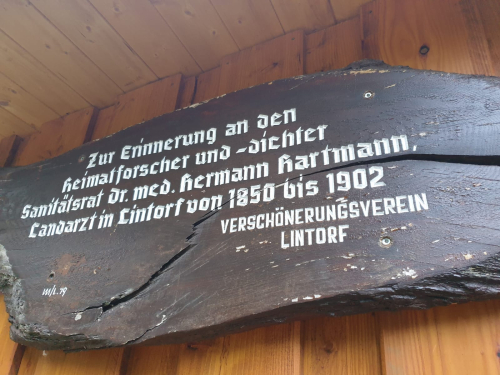 Zur Erinnerung an den
Heimatforscher und -dichter
Sanitätsrat Dr. med. Hermann Hartmann,
Landarzt in Lintorf von 1850 bis 1902
VERSCHÖNERUNGSVEREIN
LINTORF